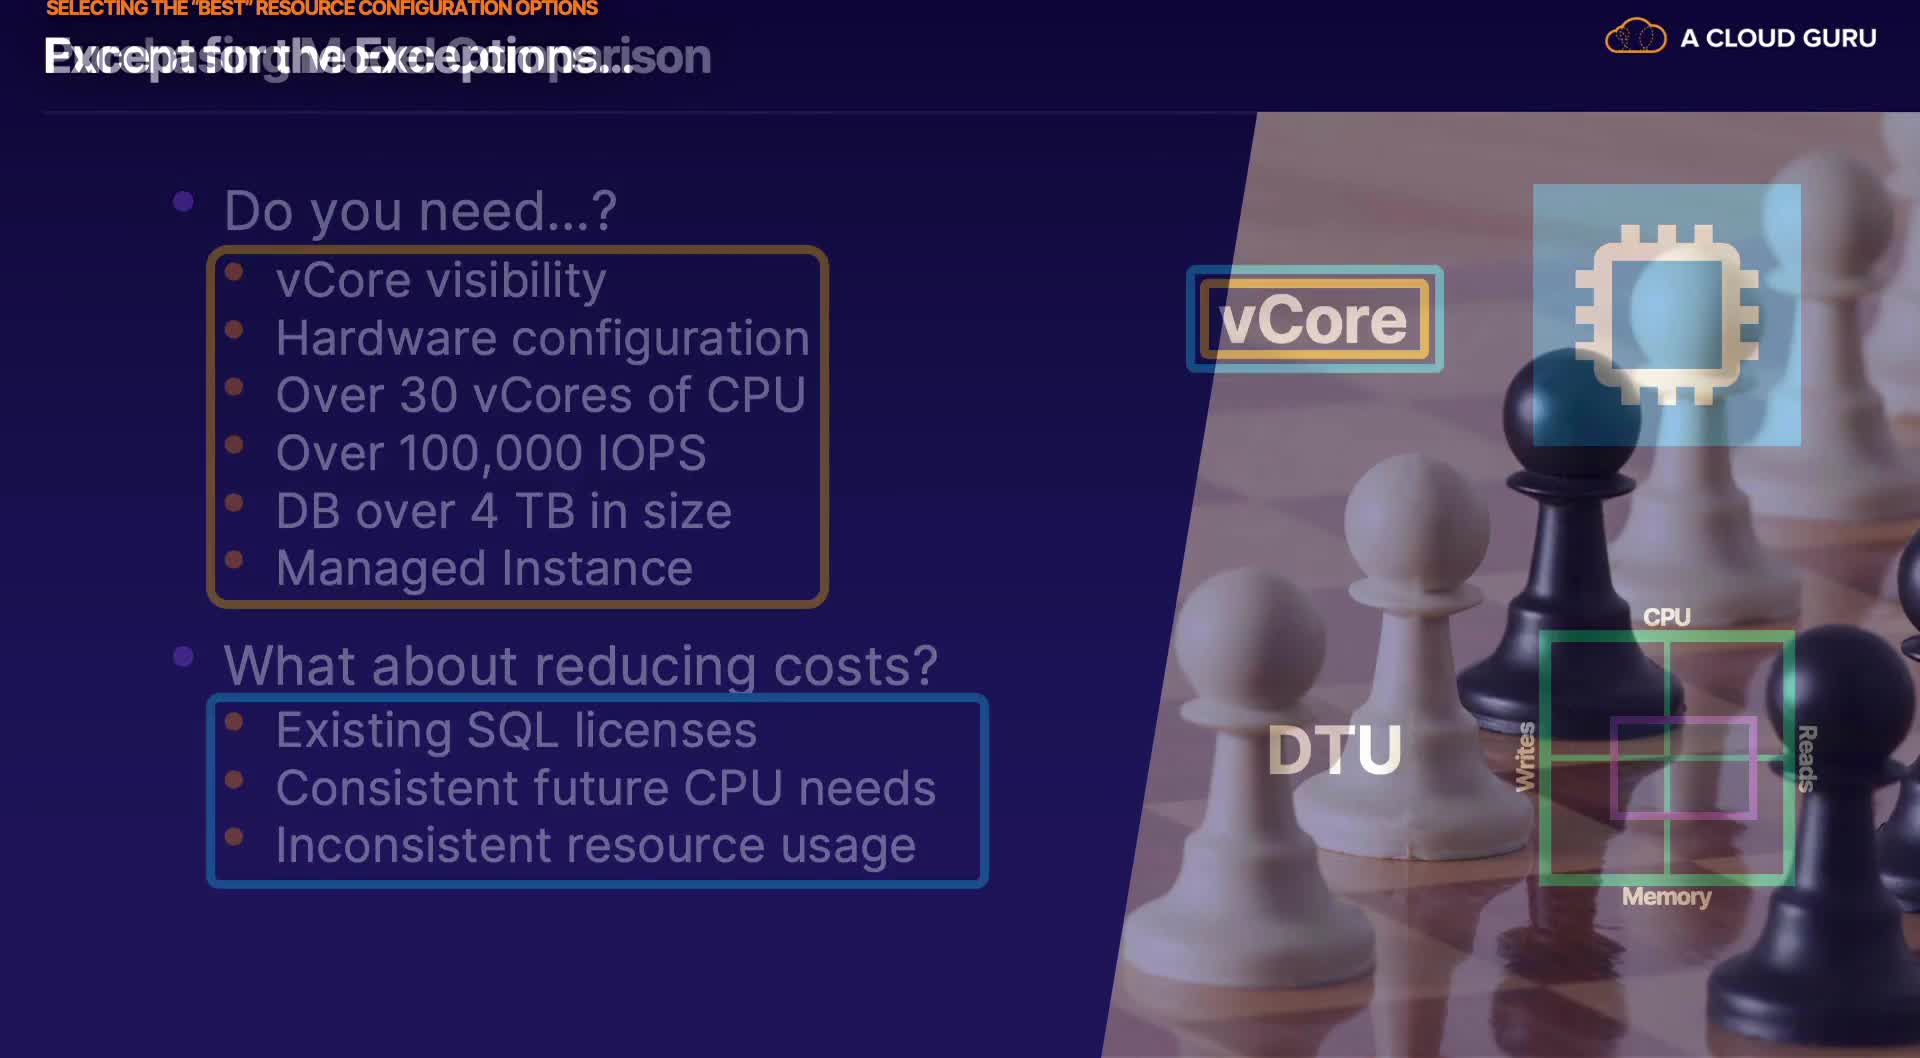 SELECTING THE “BEST” RESOURCE CONFIGURATION OPTIONS
Except for the Exceptions...
A CLOUD GURU
Do you need...?
vCore visibility
Hardware configuration
Over 30 vCores of CPU
Over 100,000 IOPS
DB over 4 TB in size
Managed Instance
What about reducing costs?
Existing SQL licenses
Consistent future CPU needs
Inconsistent resource usage
vCore
DTU
CPU
Writes
Reads
Memory